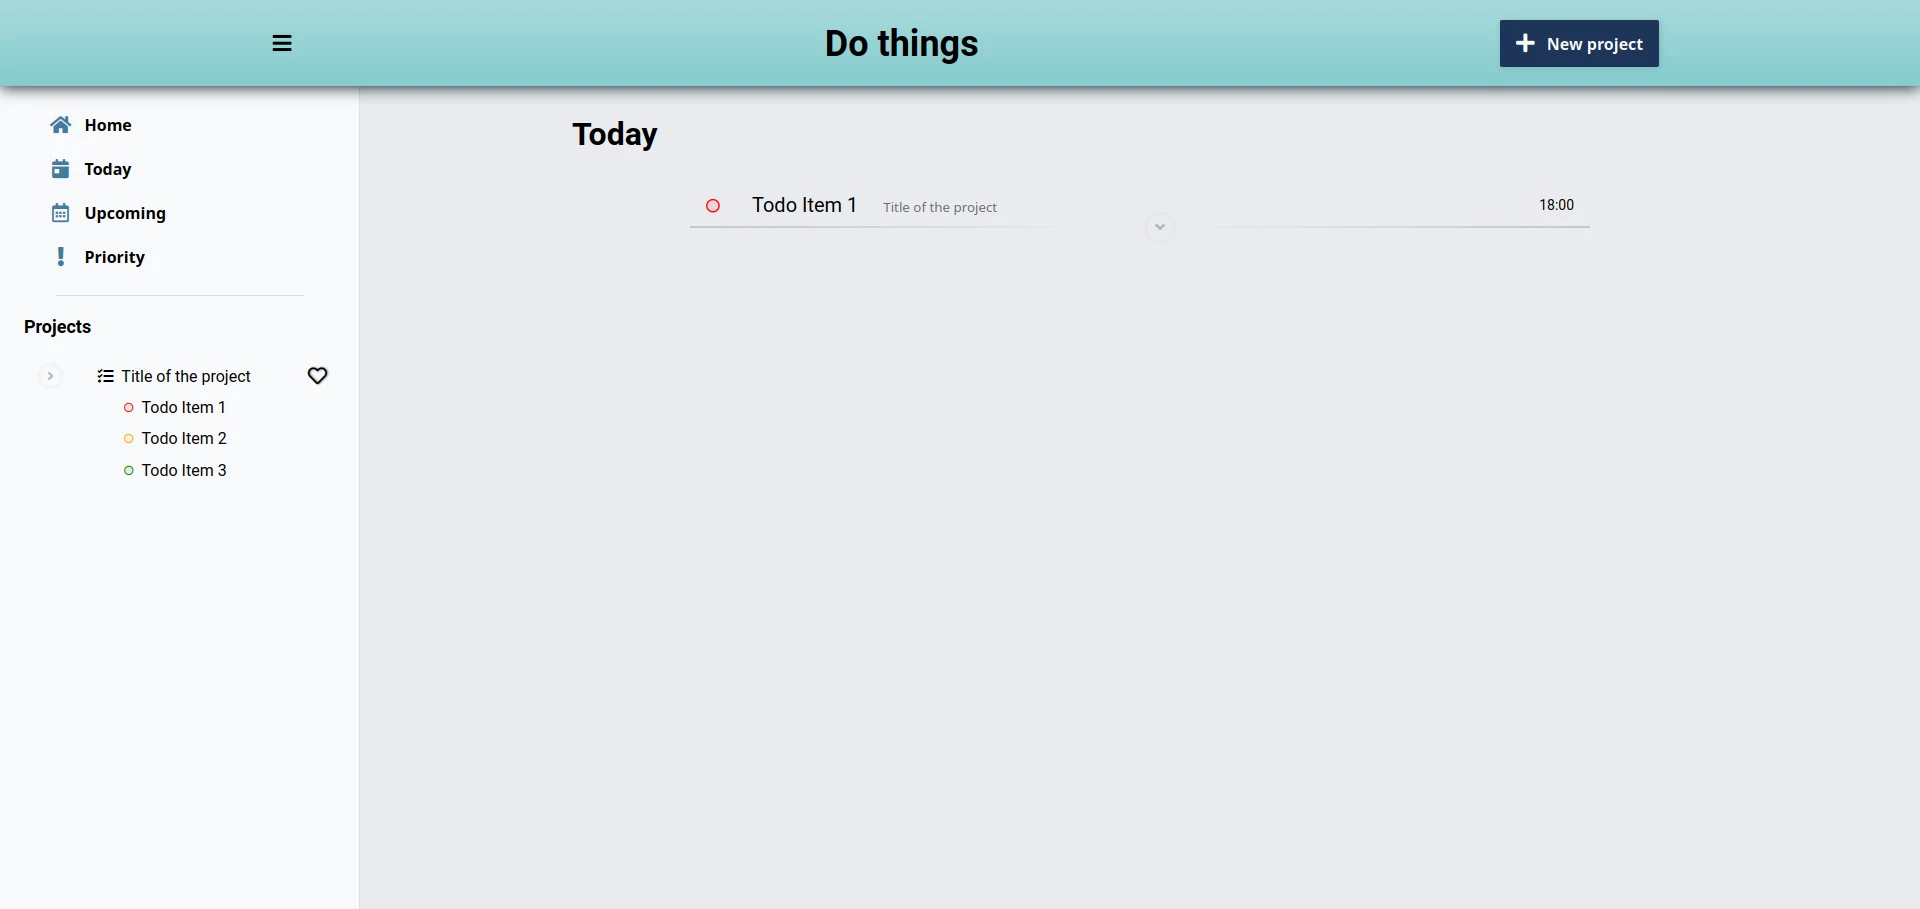 Do things
New project
Home
Today
Upcoming
Priority
Projects
Title of the project
Todo Item 1
Todo Item 2
Todo Item 3
Today
Todo Item 1 Title of the project 18:00